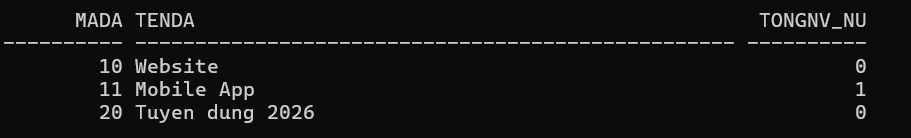 MADA TENDA TONGNV_NU
---------- -------------------------------------------------- ----------
10 Website 0
11 Mobile App 1
20 Tuyen dung 2026 0